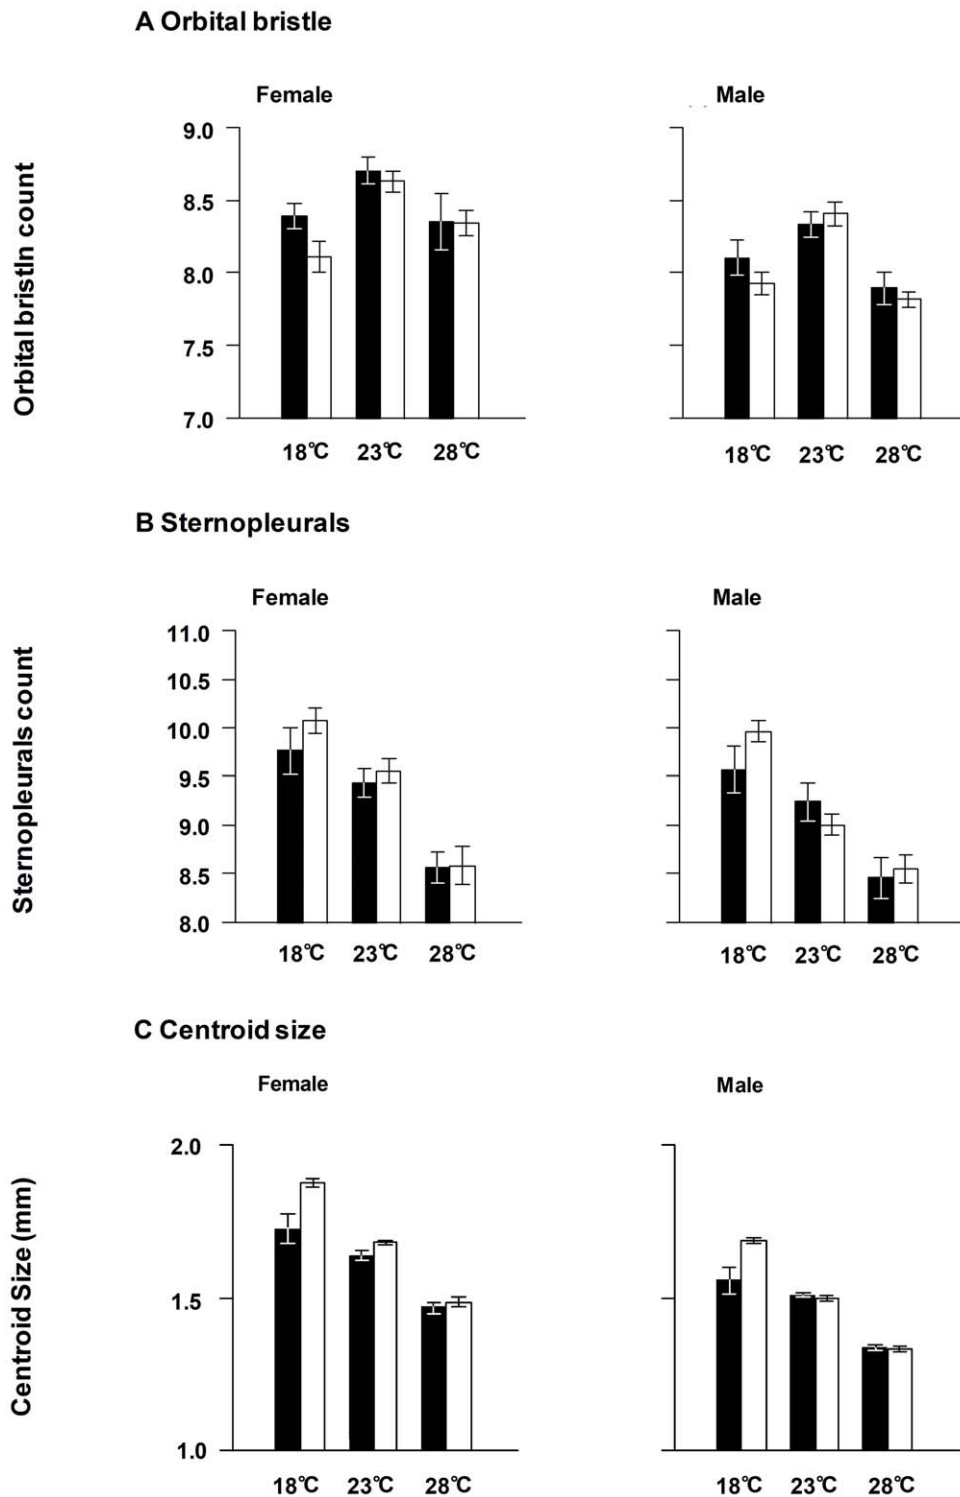 A Orbital bristle
Female
Male
Orbital bristln count
9.0
8.5
8.0
7.5
7.0
18℃ 23℃ 28℃
18℃ 23℃ 28℃
B Sternopleurals
Female
Male
Sternopleurals count
11.0
10.5
10.0
9.5
9.0
8.5
8.0
18℃ 23℃ 28℃
18℃ 23℃ 28℃
C Centroid size
Female
Male
Centroid Size (mm)
2.0
1.5
1.0
18℃ 23℃ 28℃
18℃ 23℃ 28℃